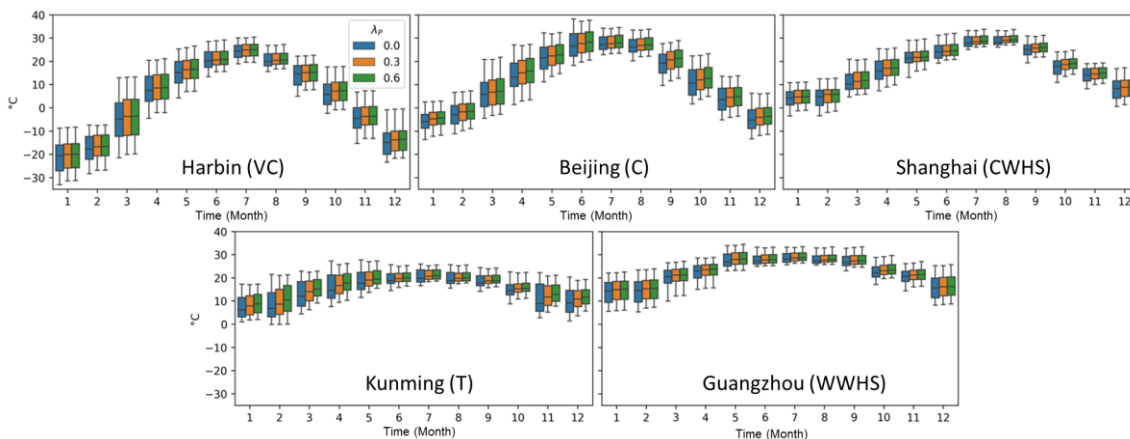 40
30
20
10
0
−10
−20
−30
°C
λP
0.0
0.3
0.6
Harbin (VC)
1 2 3 4 5 6 7 8 9 10 11 12
Time (Month)
Beijing (C)
1 2 3 4 5 6 7 8 9 10 11 12
Time (Month)
Shanghai (CWHS)
1 2 3 4 5 6 7 8 9 10 11 12
Time (Month)
40
30
20
10
0
−10
−20
−30
°C
Kunming (T)
1 2 3 4 5 6 7 8 9 10 11 12
Time (Month)
Guangzhou (WWHS)
1 2 3 4 5 6 7 8 9 10 11 12
Time (Month)